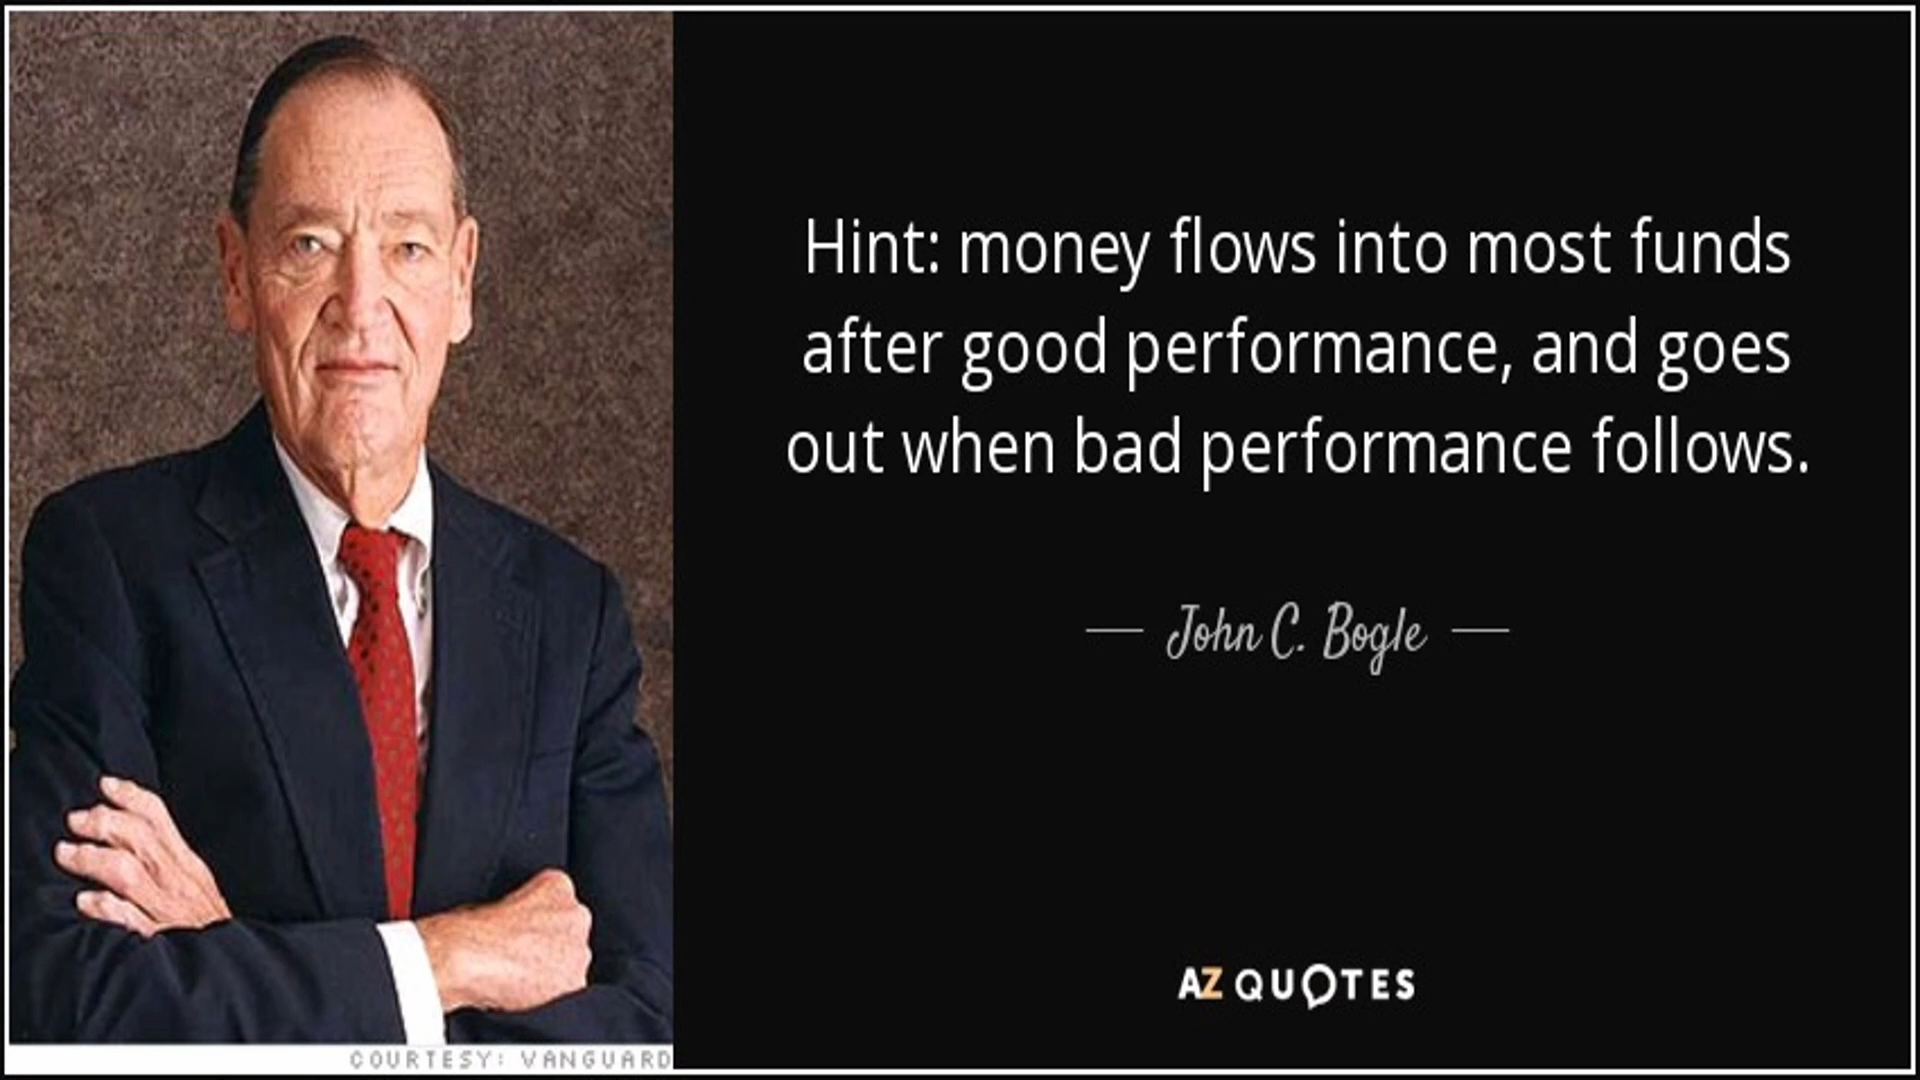 Hint: money flows into most funds
after good performance, and goes
out when bad performance follows.
— John C. Bogle —
AZ QUOTES
COURTESY: VANGUARD